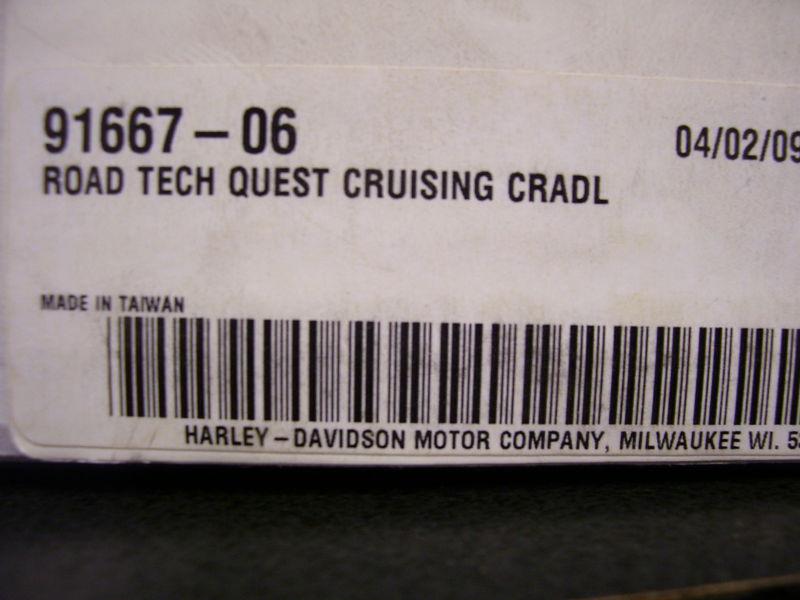 91667-06 04/02/09
ROAD TECH QUEST CRUISING CRADL
MADE IN TAIWAN
HARLEY-DAVIDSON MOTOR COMPANY, MILWAUKEE WI.